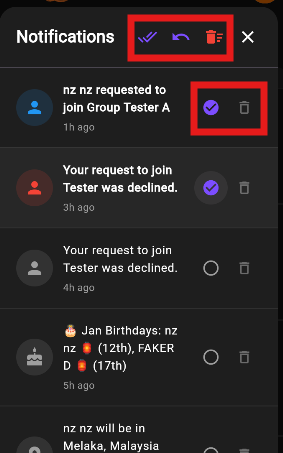 Notifications
nz nz requested to
join Group Tester A
1h ago
Your request to join
Tester was declined.
3h ago
Your request to join
Tester was declined.
4h ago
🎂 Jan Birthdays: nz
nz 🧧 (12th), FAKER
D 🧧 (17th)
5h ago
nz nz will be in
Melaka, Malaysia